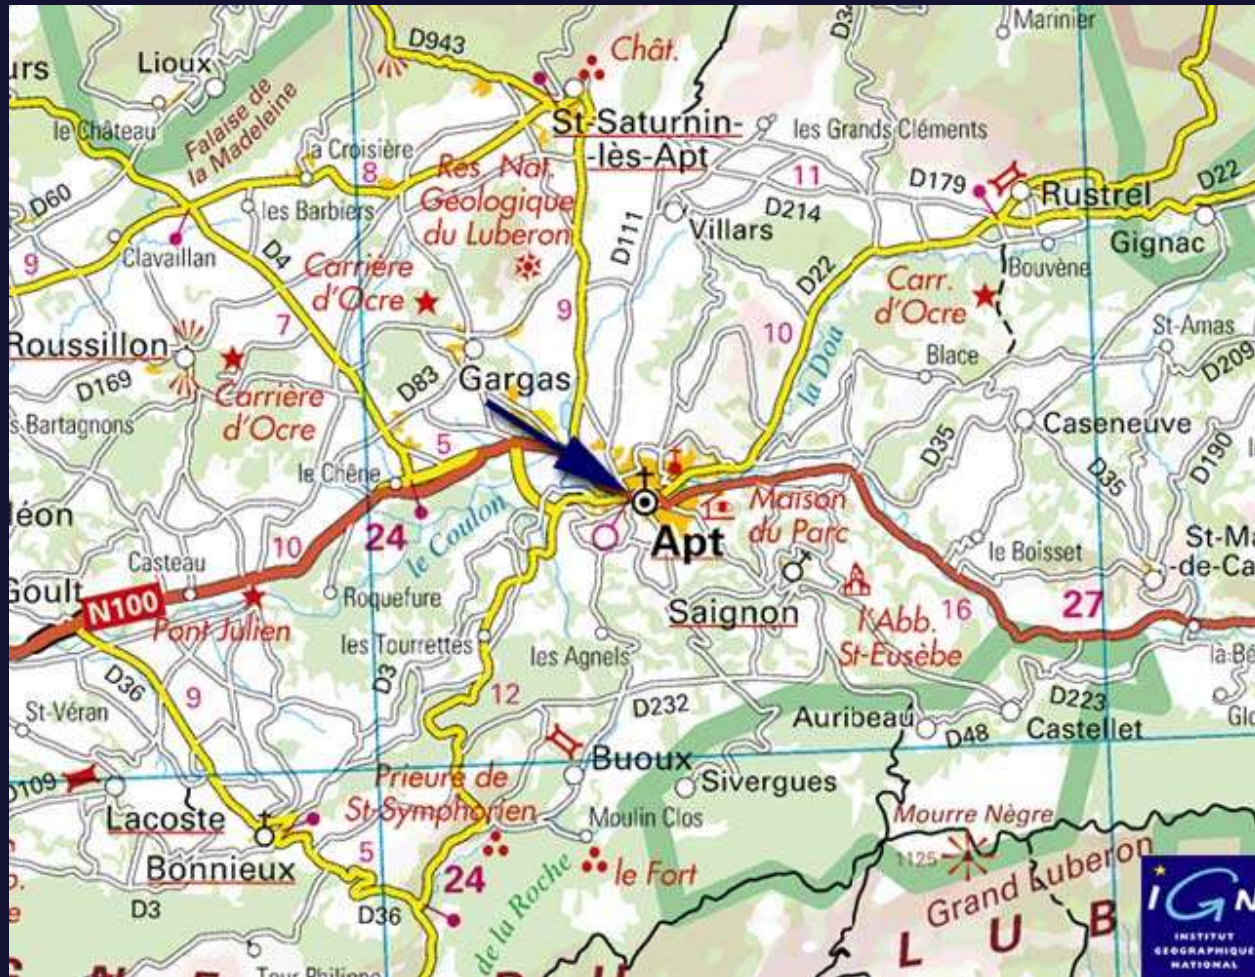 D943
Chât.
Marinier
Lioux
urs
St-Saturnin-
-lès-Apt
le Château
Falaise de
la Madeleine
la Croisière
les Grands Cléments
8
Rés. Nat.
Géologique
du Luberon
11
D179
Rustrel
D22
D60
les Barbiers
D111
Villars
D214
Gignac
9
Clavaillan
D4
Carrière
d'Ocre
D22
Bouvène
Carr.
d'Ocre
7
9
10
la Dou
St-Amas
Roussillon
Blace
D209
D169
D83
Gargas
Carrière
d'Ocre
s Bartagnons
5
D35
Caseneuve
le Chêne
D35
D190
léon
24
le Coulon
Apt
Maison
du Parc
le Boisset
St-Ma
-de-Ca
10
Casteau
Goult
N100
Roquefure
Saignon
16
27
Pont Julien
l'Abb.
St-Eusèbe
les Tourrettes
les Agnels
D36
9
D3
12
D232
D223
St-Véran
Auribeau
D48
Castellet
Buoux
D109
Sivergues
Prieuré de
St-Symphorien
Lacoste
Moulin Clos
Mourre Nègre
Bonnieux
5
1125
24
le Fort
Grand Luberon
D3
D36
de la Roche
L U B
Tour Philippe
IGN
INSTITUT
GEOGRAPHIQUE
NATIONAL